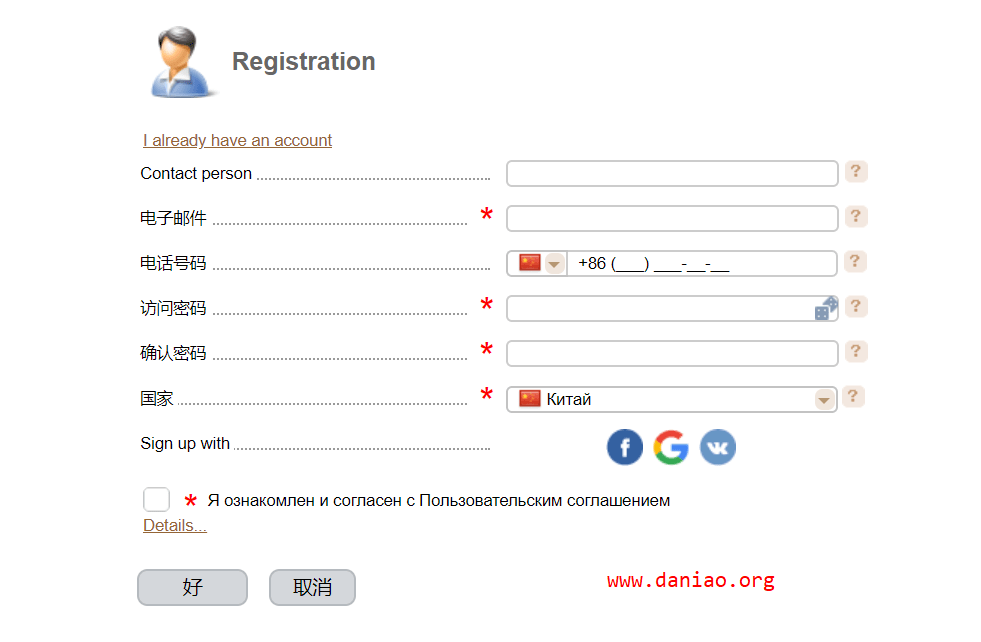 Registration
I already have an account
Contact person ?
电子邮件 * ?
电话号码 +86 (___) ___-__-__ ?
访问密码 * ?
确认密码 * ?
国家 * Китай ?
Sign up with f G VK
* Я ознакомлен и согласен с Пользовательским соглашением
Details...
好 取消
www.daniao.org